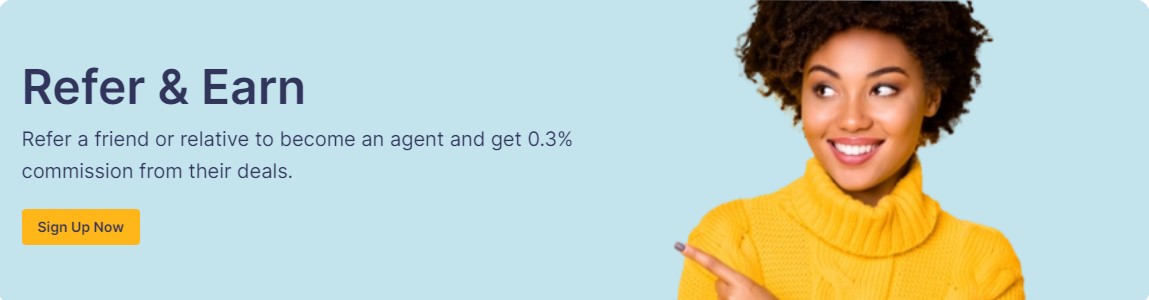 Refer & Earn
Refer a friend or relative to become an agent and get 0.3%
commission from their deals.
Sign Up Now